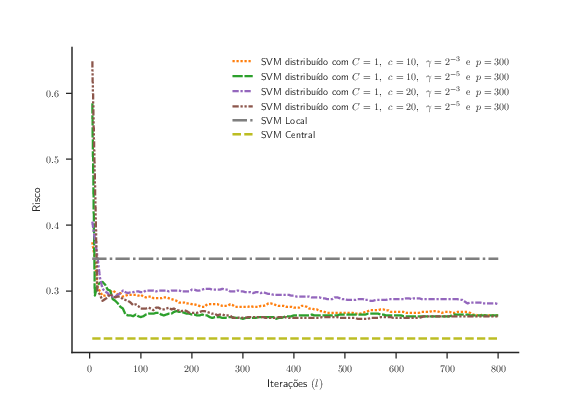 SVM distribuído com C = 1, c = 10, γ = 2⁻³ e p = 300
SVM distribuído com C = 1, c = 10, γ = 2⁻⁵ e p = 300
SVM distribuído com C = 1, c = 20, γ = 2⁻³ e p = 300
SVM distribuído com C = 1, c = 20, γ = 2⁻⁵ e p = 300
SVM Local
SVM Central
Risco
0.6
0.5
0.4
0.3
0 100 200 300 400 500 600 700 800
Iterações (l)